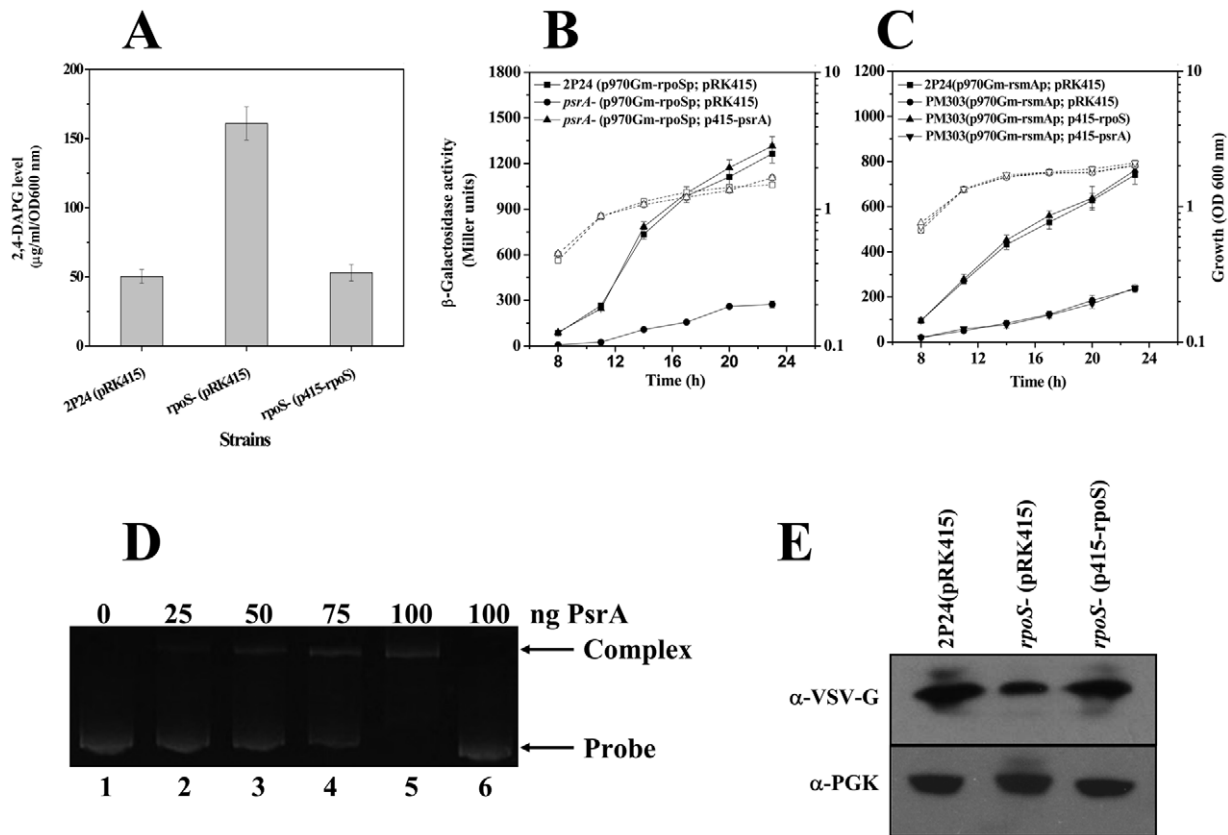 A
200
150
100
50
0
2,4-DAPG level
(μg/ml/OD600 nm)
2P24 (pRK415)
rpoS- (pRK415)
rpoS- (p415-rpoS)
Strains
B
1800
1500
1200
900
600
300
0
β-Galactosidase activity
(Miller units)
2P24 (p970Gm-rpoSp; pRK415)
psrA- (p970Gm-rpoSp; pRK415)
psrA- (p970Gm-rpoSp; p415-psrA)
10
1
0.1
8 12 16 20 24
Time (h)
C
1200
1000
800
600
400
200
0
2P24(p970Gm-rsmAp; pRK415)
PM303(p970Gm-rsmAp; pRK415)
PM303(p970Gm-rsmAp; p415-rpoS)
PM303(p970Gm-rsmAp; p415-psrA)
10
1
0.1
Growth (OD 600 nm)
8 12 16 20 24
Time (h)
D
0 25 50 75 100 100 ng PsrA
Complex
Probe
1 2 3 4 5 6
E
2P24(pRK415)
rpoS- (pRK415)
rpoS- (p415-rpoS)
α-VSV-G
α-PGK